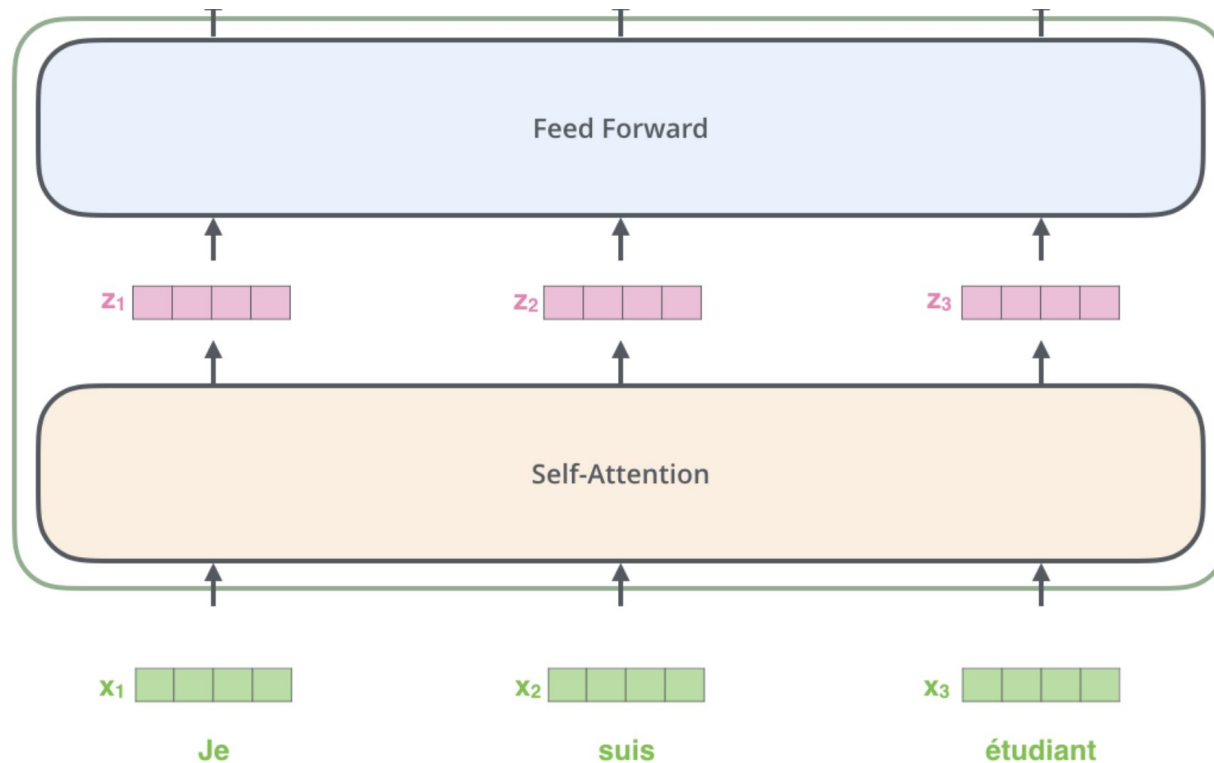 Feed Forward
z₁ z₂ z₃
Self-Attention
x₁ x₂ x₃
Je suis étudiant